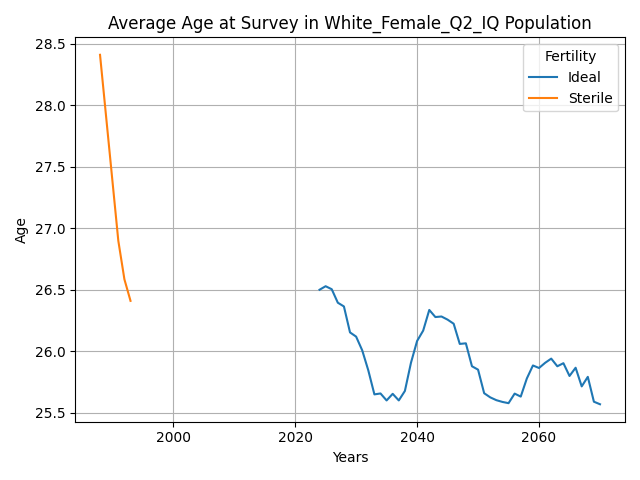 Average Age at Survey in White_Female_Q2_IQ Population
28.5
28.0
27.5
27.0
26.5
26.0
25.5
Age
Fertility
Ideal
Sterile
2000
2020
2040
2060
Years